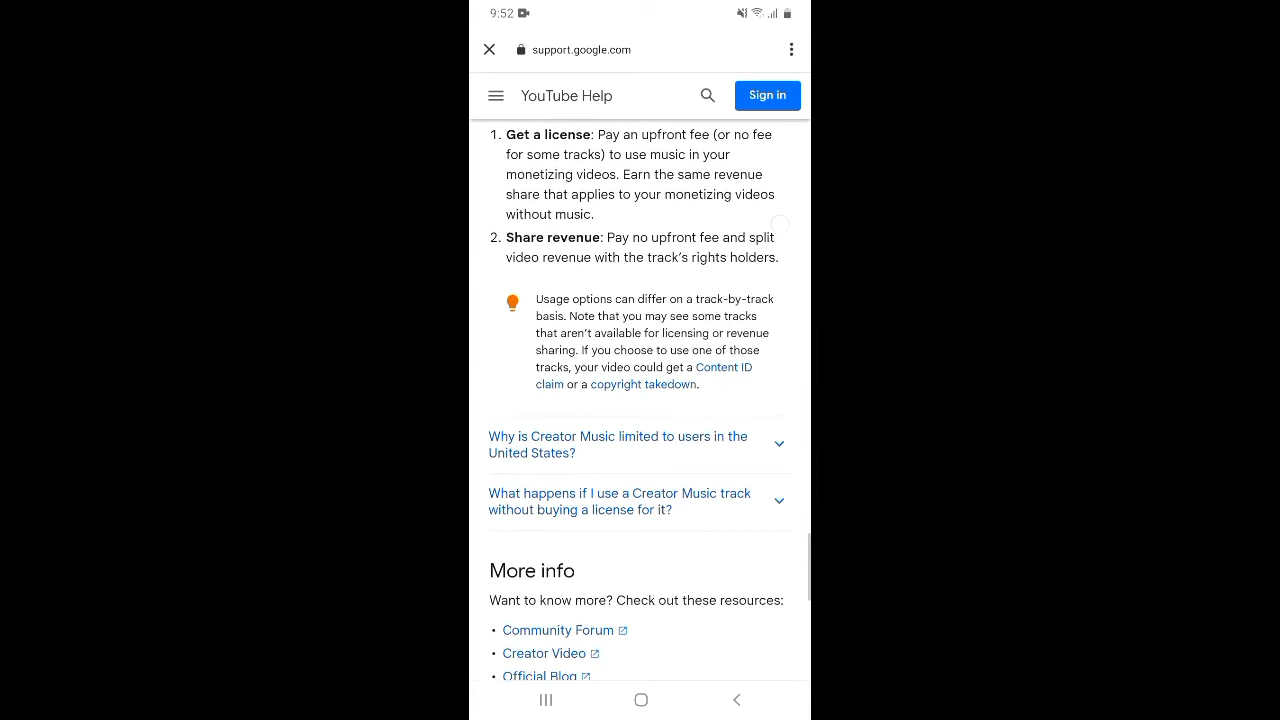 9:52
support.google.com
YouTube Help
Sign in
1. Get a license: Pay an upfront fee (or no fee
for some tracks) to use music in your
monetizing videos. Earn the same revenue
share that applies to your monetizing videos
without music.
2. Share revenue: Pay no upfront fee and split
video revenue with the track's rights holders.
Usage options can differ on a track-by-track
basis. Note that you may see some tracks
that aren't available for licensing or revenue
sharing. If you choose to use one of those
tracks, your video could get a Content ID
claim or a copyright takedown.
Why is Creator Music limited to users in the
United States?
What happens if I use a Creator Music track
without buying a license for it?
More info
Want to know more? Check out these resources:
• Community Forum
• Creator Video
• Official Blog